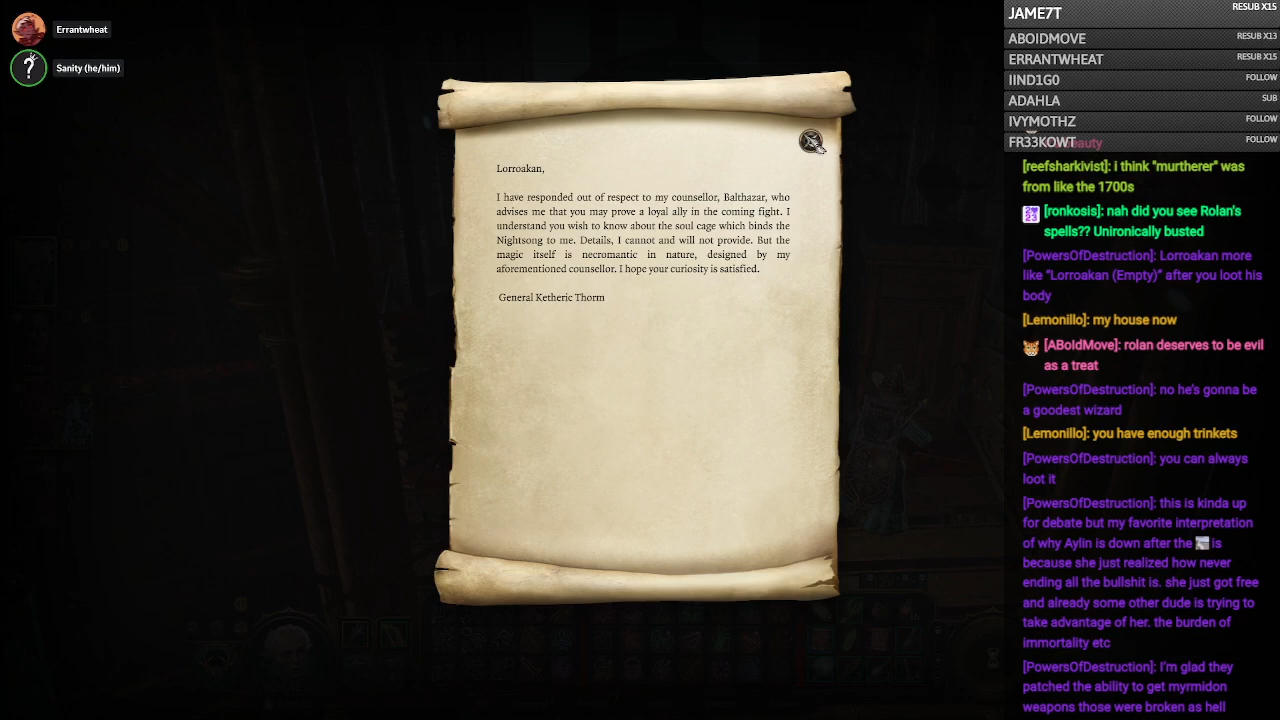 Errantwheat
Sanity (he/him)
Lorroakan,
I have responded out of respect to my counsellor, Balthazar, who
advises me that you may prove a loyal ally in the coming fight. I
understand you wish to know about the soul cage which binds the
Nightsong to me. Details, I cannot and will not provide. But the
magic itself is necromantic in nature, designed by my
aforementioned counsellor. I hope your curiosity is satisfied.
General Ketheric Thorm
JAME7T RESUB X15
ABOIDMOVE RESUB X13
ERRANTWHEAT RESUB X15
IIND1G0 FOLLOW
ADAHLA SUB
IVYMOTHZ FOLLOW
FR33KOWT FOLLOW
eauty
[reefsharkivist]: i think "murtherer" was
from like the 1700s
[ronkosis]: nah did you see Rolan's
spells?? Unironically busted
[PowersOfDestruction]: Lorroakan more
like “Lorroakan (Empty)” after you loot his
body
[Lemonillo]: my house now
[ABoldMove]: rolan deserves to be evil
as a treat
[PowersOfDestruction]: no he's gonna be
a goodest wizard
[Lemonillo]: you have enough trinkets
[PowersOfDestruction]: you can always
loot it
[PowersOfDestruction]: this is kinda up
for debate but my favorite interpretation
of why Aylin is down after the is
because she just realized how never
ending all the bullshit is. she just got free
and already some other dude is trying to
take advantage of her. the burden of
immortality etc
[PowersOfDestruction]: I’m glad they
patched the ability to get myrmidon
weapons those were broken as hell